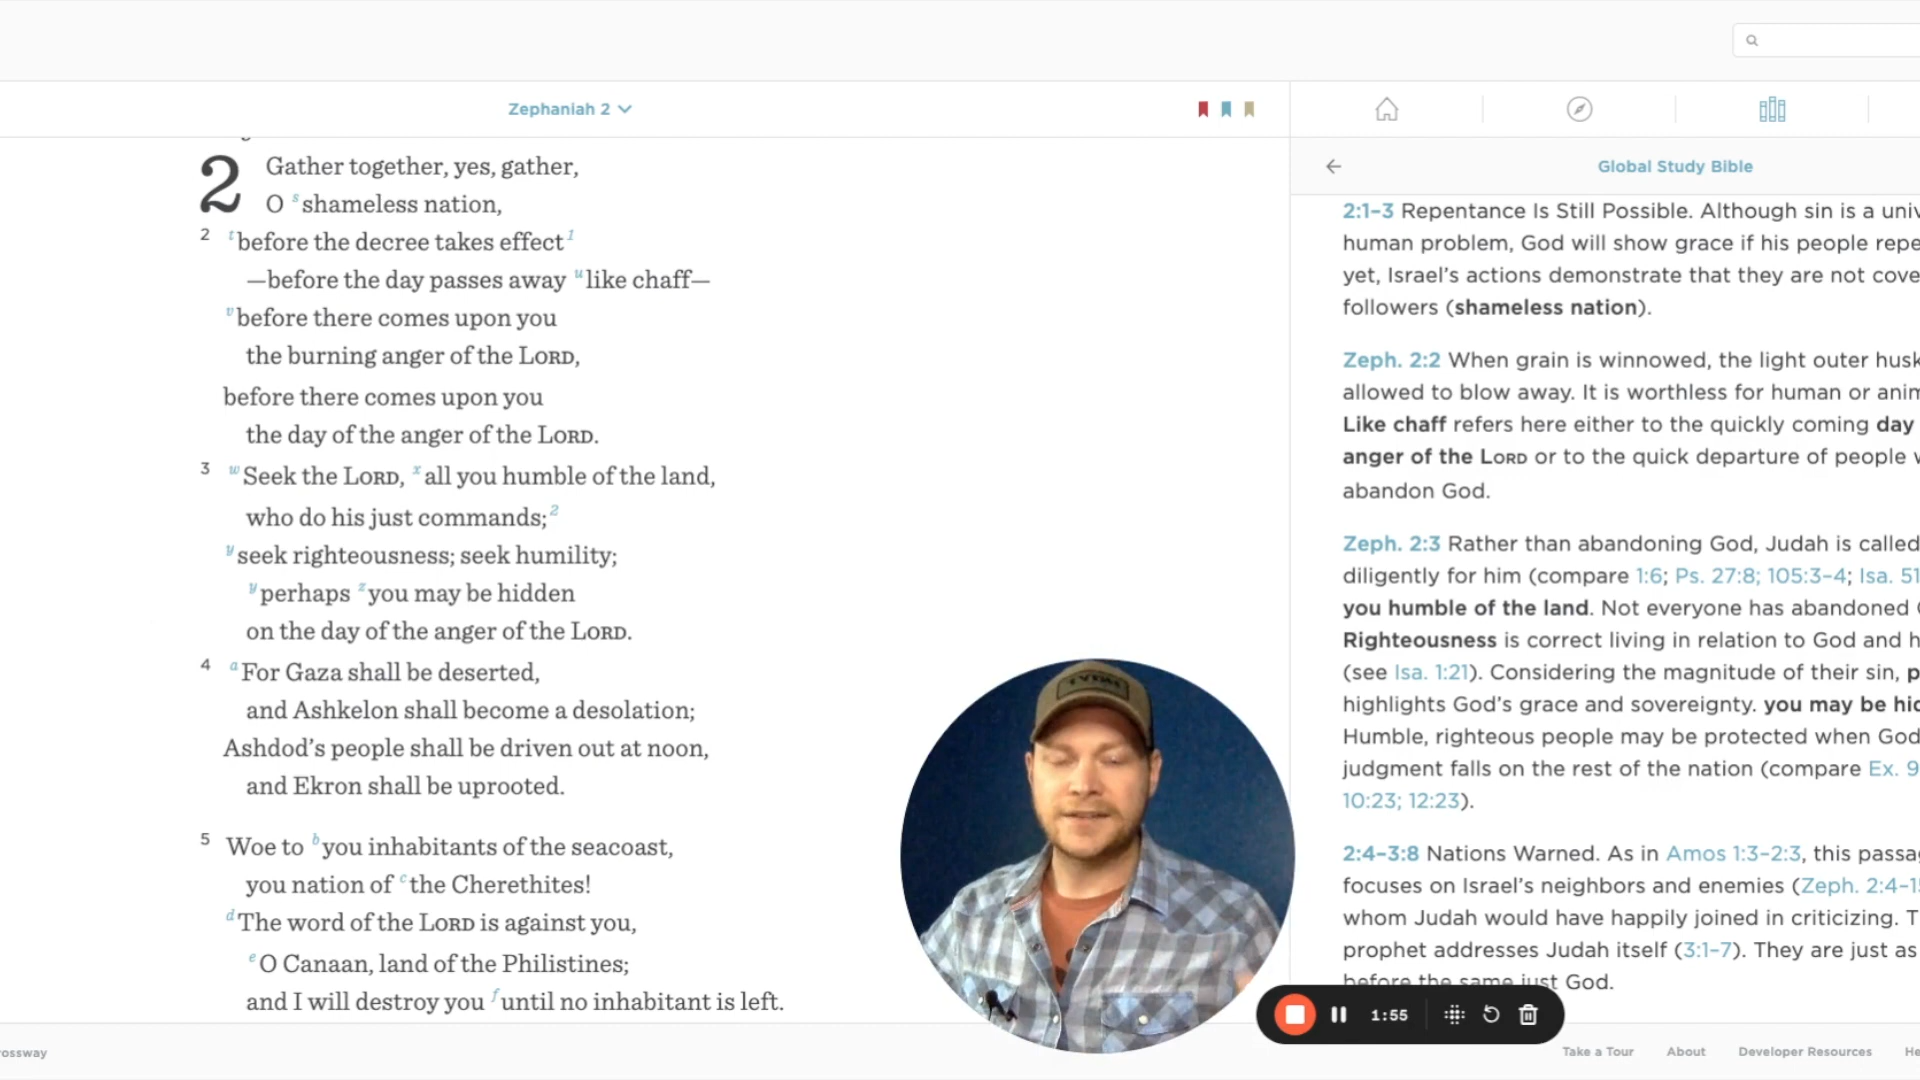 Zephaniah 2
2 Gather together, yes, gather,
O s shameless nation,
2 t before the decree takes effect 1
—before the day passes away u like chaff—
v before there comes upon you
the burning anger of the LORD,
before there comes upon you
the day of the anger of the LORD.
3 w Seek the LORD, x all you humble of the land,
who do his just commands; 2
y seek righteousness; seek humility;
y perhaps z you may be hidden
on the day of the anger of the LORD.
4 a For Gaza shall be deserted,
and Ashkelon shall become a desolation;
Ashdod's people shall be driven out at noon,
and Ekron shall be uprooted.
5 Woe to b you inhabitants of the seacoast,
you nation of c the Cherethites!
d The word of the LORD is against you,
e O Canaan, land of the Philistines;
and I will destroy you f until no inhabitant is left.
Global Study Bible
2:1–3 Repentance Is Still Possible. Although sin is a univ
human problem, God will show grace if his people repe
yet, Israel's actions demonstrate that they are not cove
followers (shameless nation).
Zeph. 2:2 When grain is winnowed, the light outer husk
allowed to blow away. It is worthless for human or anim
Like chaff refers here either to the quickly coming day
anger of the LORD or to the quick departure of people w
abandon God.
Zeph. 2:3 Rather than abandoning God, Judah is called
diligently for him (compare 1:6; Ps. 27:8; 105:3–4; Isa. 51
you humble of the land. Not everyone has abandoned
Righteousness is correct living in relation to God and h
(see Isa. 1:21). Considering the magnitude of their sin, p
highlights God's grace and sovereignty. you may be hid
Humble, righteous people may be protected when God
judgment falls on the rest of the nation (compare Ex. 9
10:23; 12:23).
2:4–3:8 Nations Warned. As in Amos 1:3–2:3, this passa
focuses on Israel's neighbors and enemies (Zeph. 2:4–1
whom Judah would have happily joined in criticizing. T
prophet addresses Judah itself (3:1–7). They are just as
before the same just God.
1:55
rossway
Take a Tour
About
Developer Resources
He